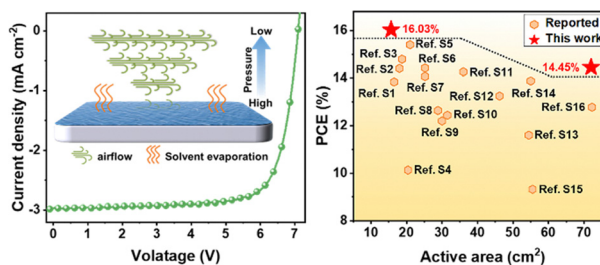 Current density (mA cm⁻²)
0
-1
-2
-3
0 1 2 3 4 5 6 7
Volatage (V)
Low
Pressure
High
airflow
Solvent evaporation
PCE (%)
16
14
12
10
8
10 20 30 40 50 60 70
Active area (cm²)
Reported
This work
16.03%
14.45%
Ref. S5
Ref. S3
Ref. S6
Ref. S2
Ref. S11
Ref. S1
Ref. S7
Ref. S14
Ref. S12
Ref. S16
Ref. S8
Ref. S10
Ref. S9
Ref. S13
Ref. S4
Ref. S15